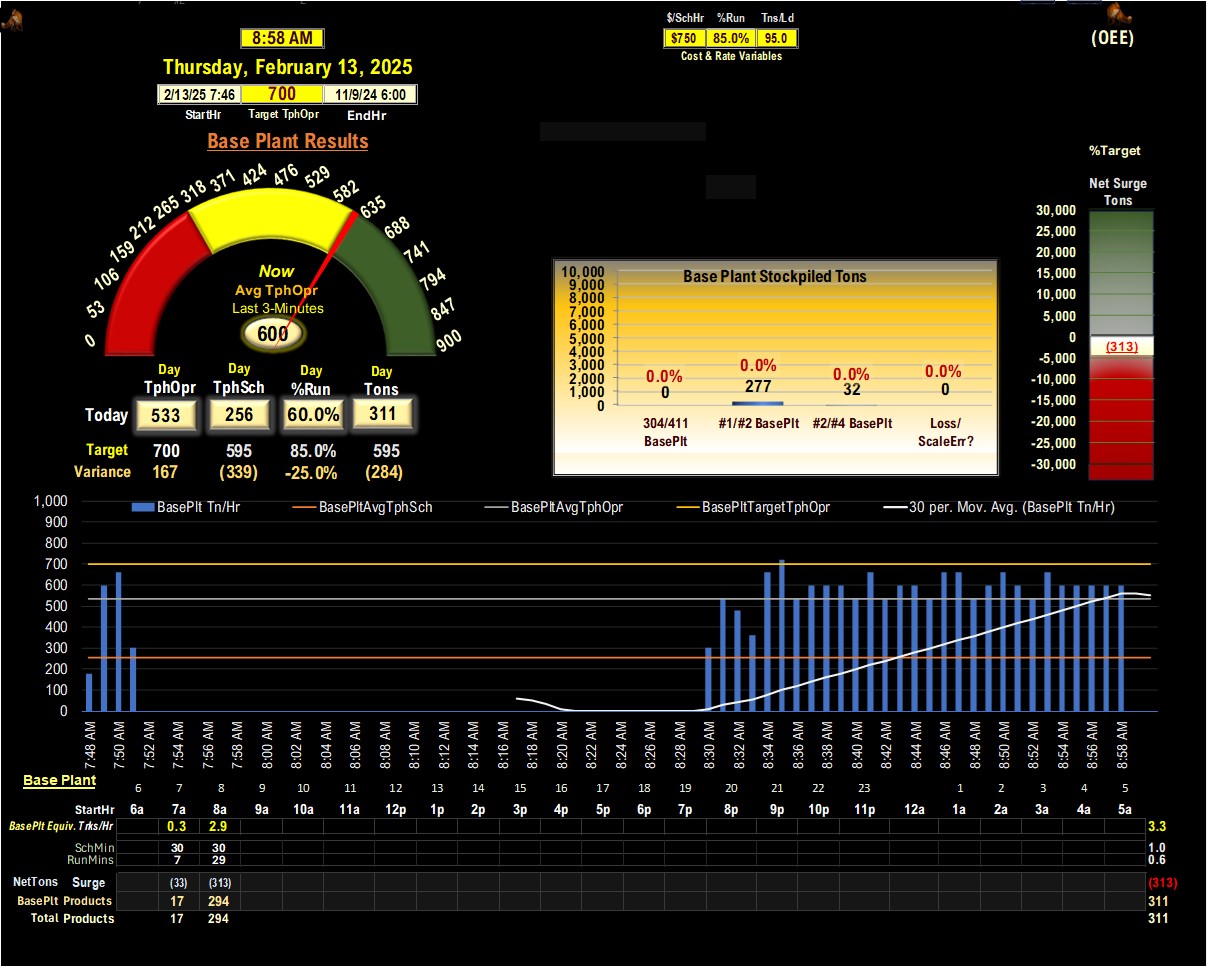 $/SchHr %Run Tns/Ld
8:58 AM
$750 85.0% 95.0
(OEE)
Cost & Rate Variables
Thursday, February 13, 2025
2/13/25 7:46 700 11/9/24 6:00
StartHr Target TphOpr EndHr
Base Plant Results
%Target
Net Surge
Tons
0 53 106 159 212 265 318 371 424 476 529 582 635 688 741 794 847 900
Now
Avg TphOpr
Last 3-Minutes
600
30,000
25,000
20,000
15,000
10,000
5,000
0
-5,000
-10,000
-15,000
-20,000
-25,000
-30,000
(313)
Base Plant Stockpiled Tons
10,000
9,000
8,000
7,000
6,000
5,000
4,000
3,000
2,000
1,000
0
0.0% 0.0% 0.0% 0.0%
0 277 32 0
304/411 #1/#2 BasePlt #2/#4 BasePlt Loss/
BasePlt ScaleErr?
Day Day Day Day
TphOpr TphSch %Run Tons
Today 533 256 60.0% 311
Target 700 595 85.0% 595
Variance 167 (339) -25.0% (284)
BasePlt Tn/Hr BasePltAvgTphSch BasePltAvgTphOpr BasePltTargetTphOpr 30 per. Mov. Avg. (BasePlt Tn/Hr)
1,000
900
800
700
600
500
400
300
200
100
0
7:48 AM 7:50 AM 7:52 AM 7:54 AM 7:56 AM 7:58 AM 8:00 AM 8:02 AM 8:04 AM 8:06 AM 8:08 AM 8:10 AM 8:12 AM 8:14 AM 8:16 AM 8:18 AM 8:20 AM 8:22 AM 8:24 AM 8:26 AM 8:28 AM 8:30 AM 8:32 AM 8:34 AM 8:36 AM 8:38 AM 8:40 AM 8:42 AM 8:44 AM 8:46 AM 8:48 AM 8:50 AM 8:52 AM 8:54 AM 8:56 AM 8:58 AM
Base Plant
6 7 8 9 10 11 12 13 14 15 16 17 18 19 20 21 22 23 1 2 3 4 5
StartHr 6a 7a 8a 9a 10a 11a 12p 1p 2p 3p 4p 5p 6p 7p 8p 9p 10p 11p 12a 1a 2a 3a 4a 5a
BasePlt Equiv. Trks/Hr 0.3 2.9 3.3
SchMin 30 30 1.0
RunMins 7 29 0.6
NetTons Surge (33) (313) (313)
BasePlt Products 17 294 311
Total Products 17 294 311